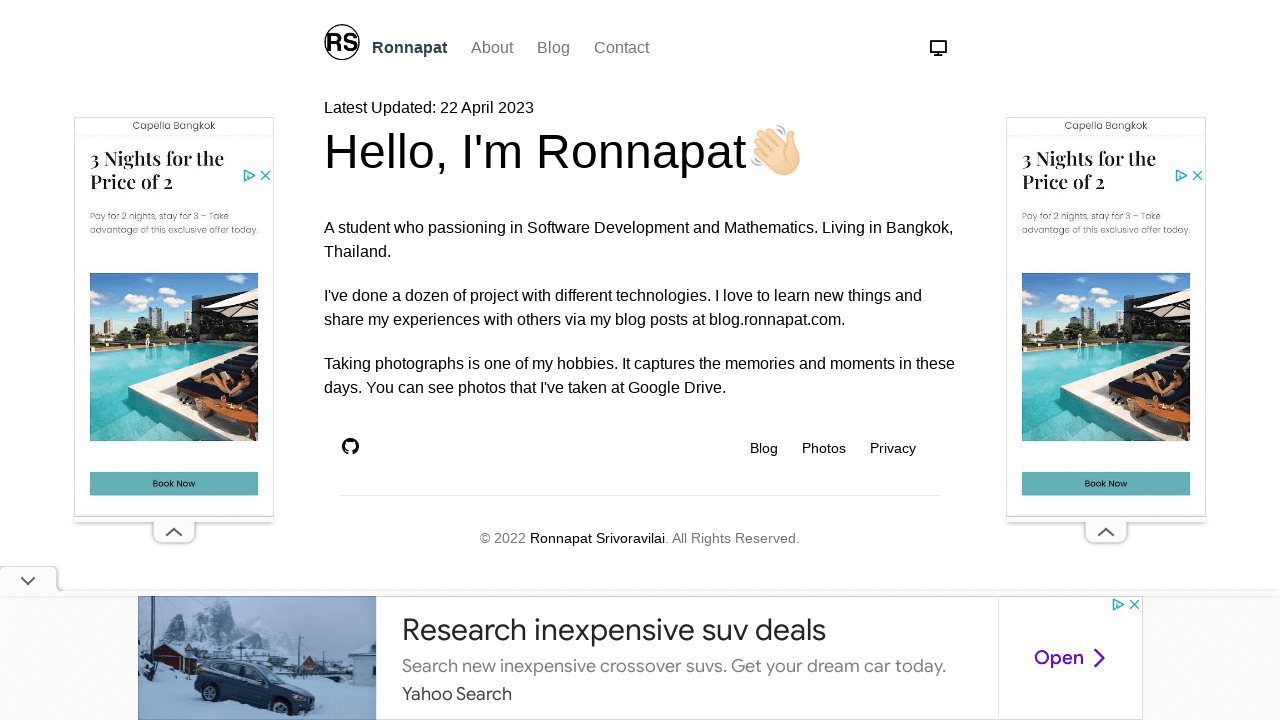 RS
Ronnapat
About
Blog
Contact
Latest Updated: 22 April 2023
Hello, I'm Ronnapat👋🏻
A student who passioning in Software Development and Mathematics. Living in Bangkok,
Thailand.
I've done a dozen of project with different technologies. I love to learn new things and
share my experiences with others via my blog posts at blog.ronnapat.com.
Taking photographs is one of my hobbies. It captures the memories and moments in these
days. You can see photos that I've taken at Google Drive.
Blog
Photos
Privacy
© 2022 Ronnapat Srivoravilai. All Rights Reserved.
Capella Bangkok
3 Nights for the
Price of 2
Pay for 2 nights, stay for 3 – Take
advantage of this exclusive offer today.
Book Now
Capella Bangkok
3 Nights for the
Price of 2
Pay for 2 nights, stay for 3 – Take
advantage of this exclusive offer today.
Book Now
Research inexpensive suv deals
Search new inexpensive crossover suvs. Get your dream car today.
Yahoo Search
Open